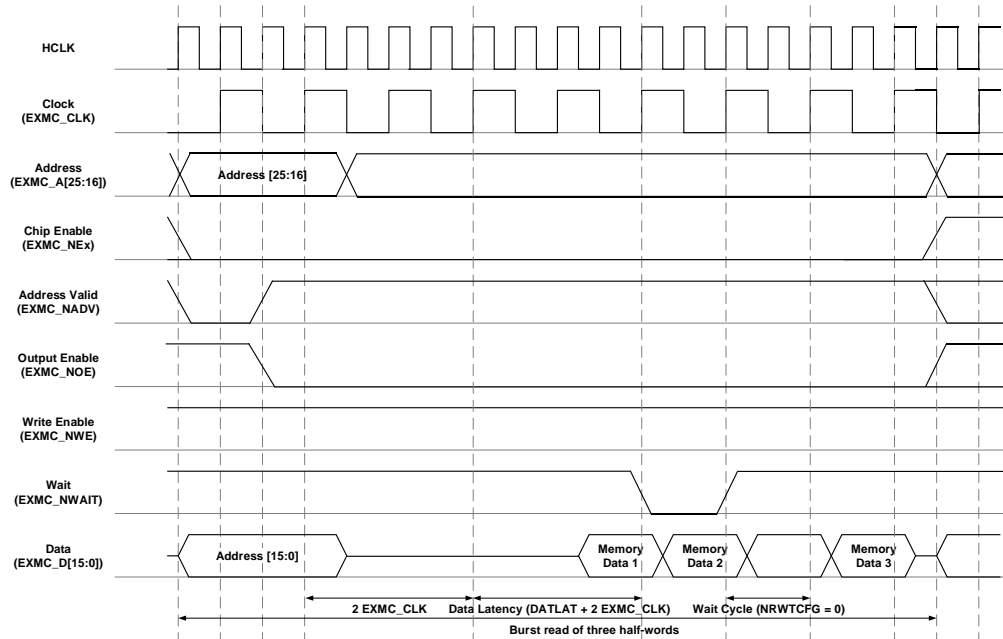 HCLK
Clock
(EXMC_CLK)
Address
(EXMC_A[25:16])
Address [25:16]
Chip Enable
(EXMC_NEx)
Address Valid
(EXMC_NADV)
Output Enable
(EXMC_NOE)
Write Enable
(EXMC_NWE)
Wait
(EXMC_NWAIT)
Data
(EXMC_D[15:0])
Address [15:0]
Memory
Data 1
Memory
Data 2
Memory
Data 3
2 EXMC_CLK
Data Latency (DATLAT + 2 EXMC_CLK)
Wait Cycle (NRWTCFG = 0)
Burst read of three half-words